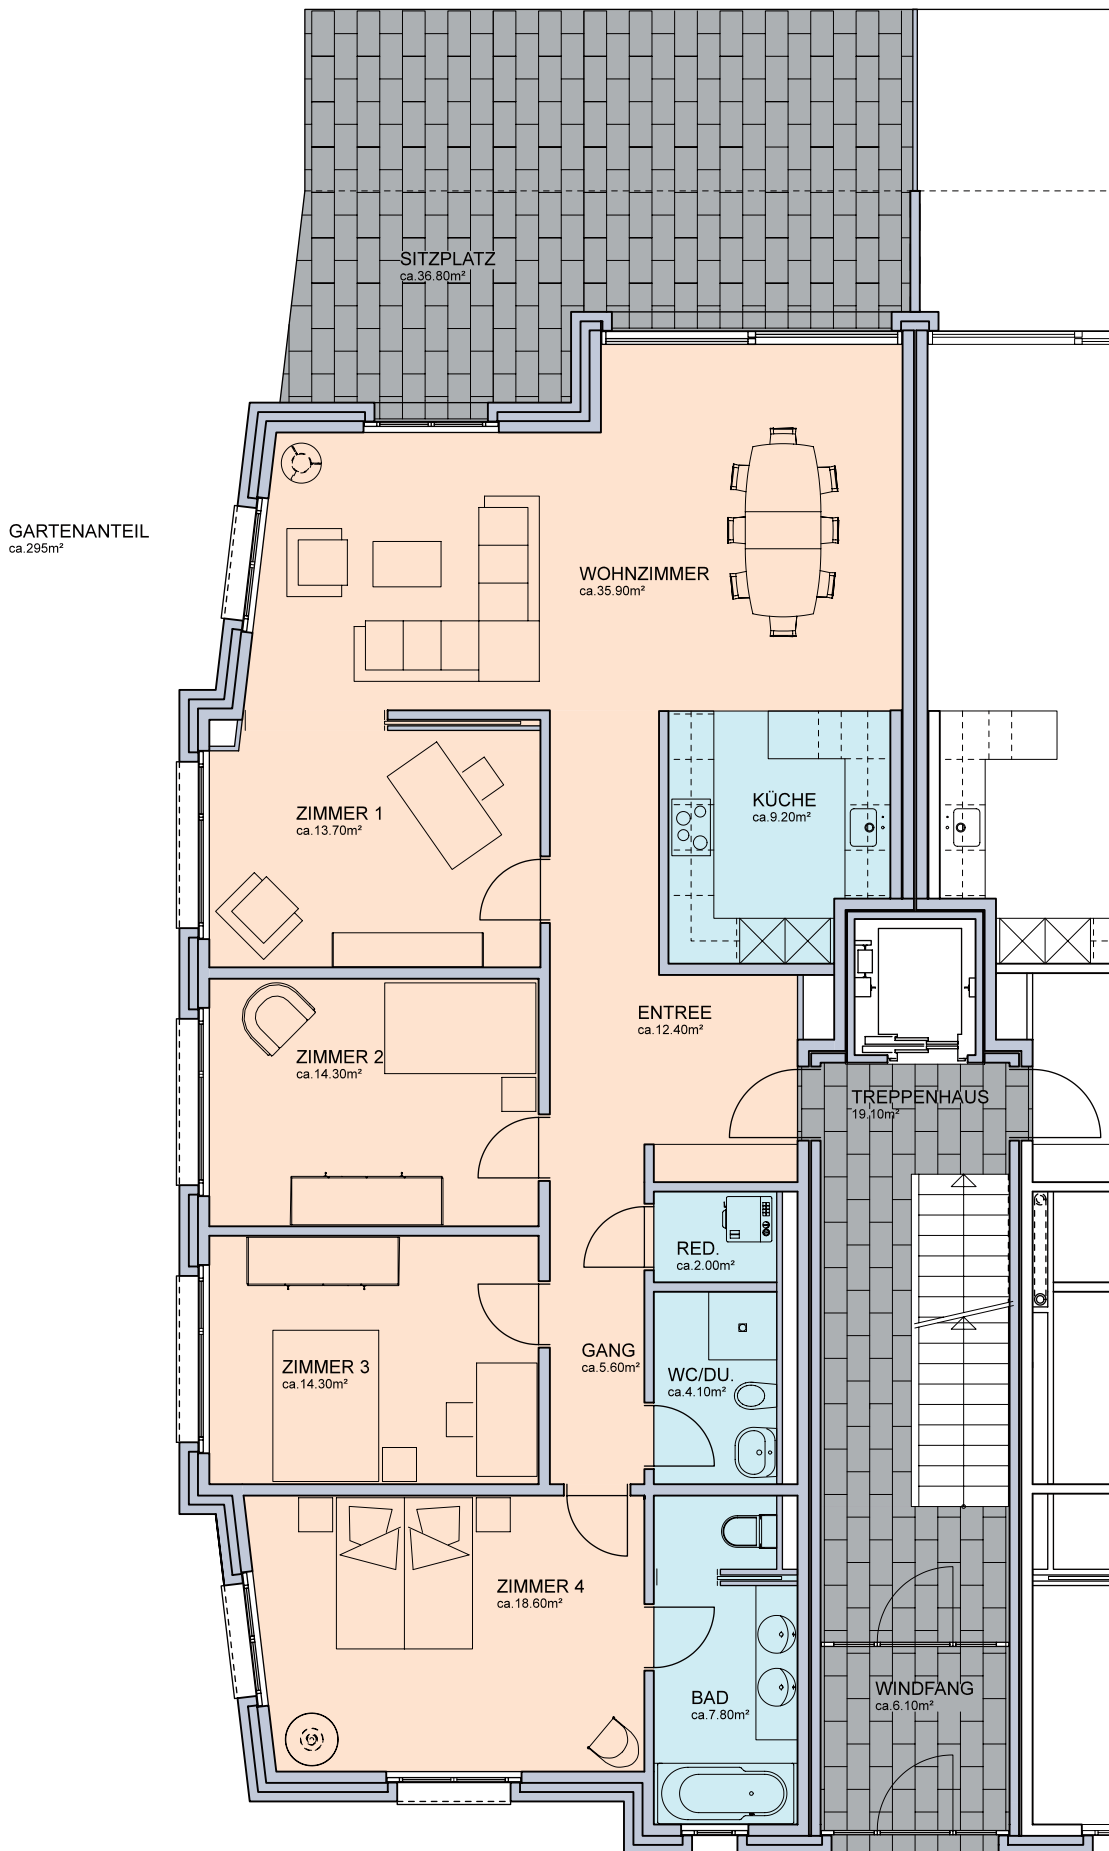 SITZPLATZ
ca.36.80m²
GARTENANTEIL
ca.295m²
WOHNZIMMER
ca.35.90m²
ZIMMER 1
ca.13.70m²
KÜCHE
ca.9.20m²
ENTREE
ca.12.40m²
ZIMMER 2
ca.14.30m²
TREPPENHAUS
19.10m²
RED.
ca.2.00m²
GANG
ca.5.60m²
ZIMMER 3
ca.14.30m²
WC/DU.
ca.4.10m²
ZIMMER 4
ca.18.60m²
BAD
ca.7.80m²
WINDFANG
ca.6.10m²